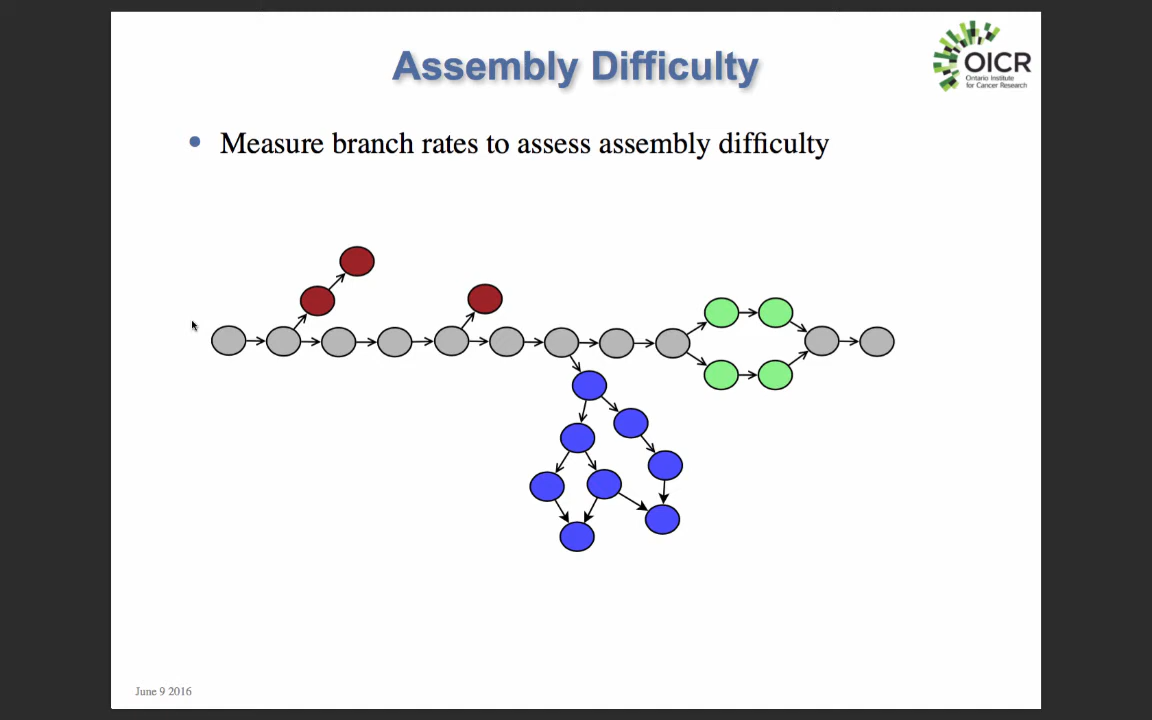 Assembly Difficulty
OICR
Ontario Institute
for Cancer Research
• Measure branch rates to assess assembly difficulty
June 9 2016